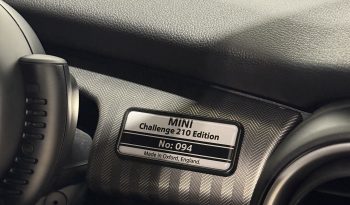 MINI
Challenge 210 Edition
No: 094
Made in Oxford, England.